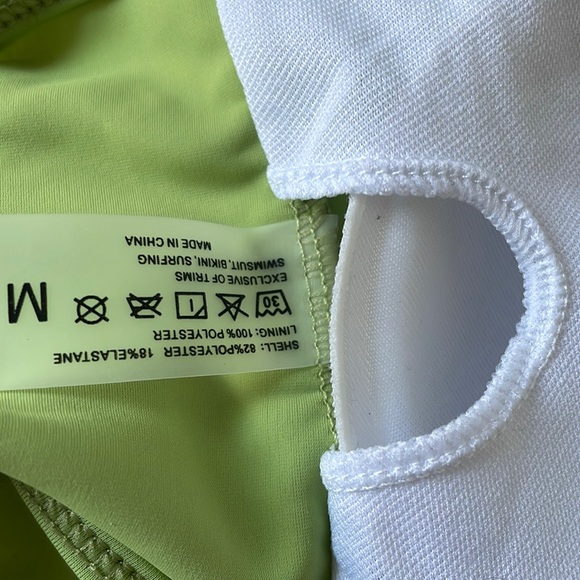 SHELL: 82%POLYESTER 18%ELASTANE
LINING: 100%POLYESTER
30
EXCLUSIVE OF TRIMS
SWIMSUIT, BIKINI, SURFING
MADE IN CHINA
M